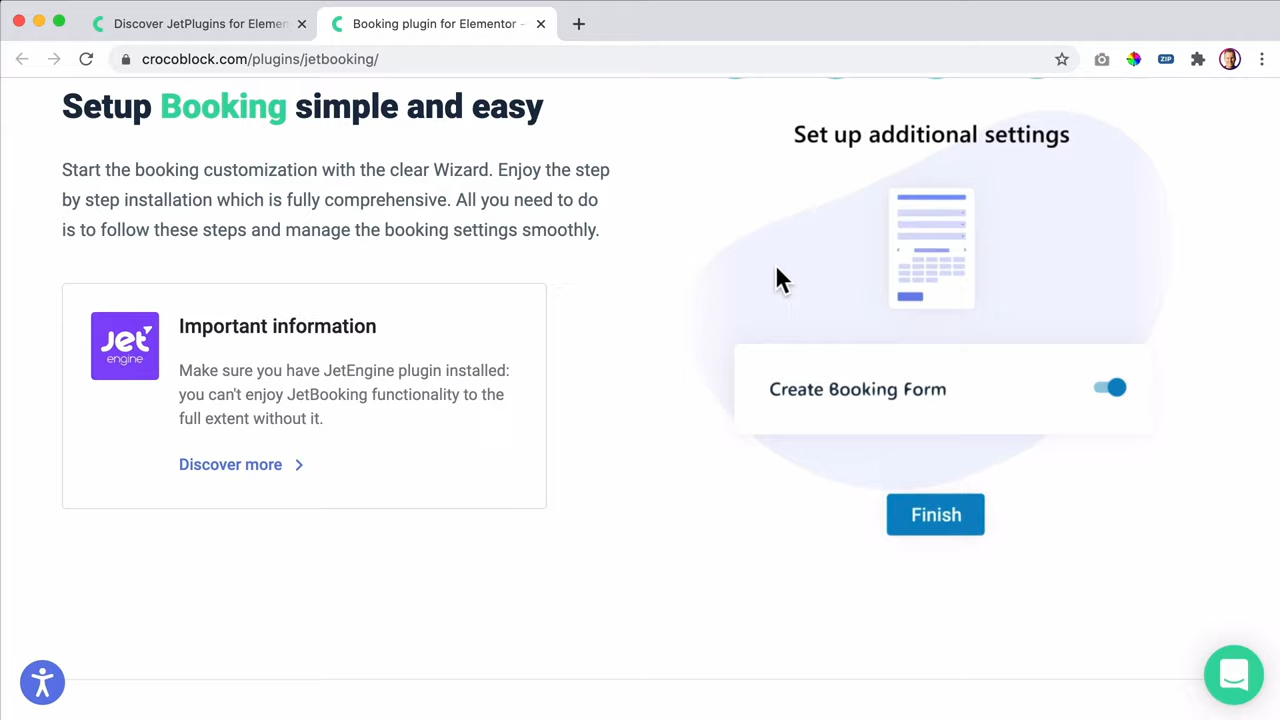 Discover JetPlugins for Elemen
Booking plugin for Elementor -
crocoblock.com/plugins/jetbooking/
ZIP
Setup Booking simple and easy
Start the booking customization with the clear Wizard. Enjoy the step
by step installation which is fully comprehensive. All you need to do
is to follow these steps and manage the booking settings smoothly.
Jet
engine
Important information
Make sure you have JetEngine plugin installed:
you can't enjoy JetBooking functionality to the
full extent without it.
Discover more
Set up additional settings
Create Booking Form
Finish